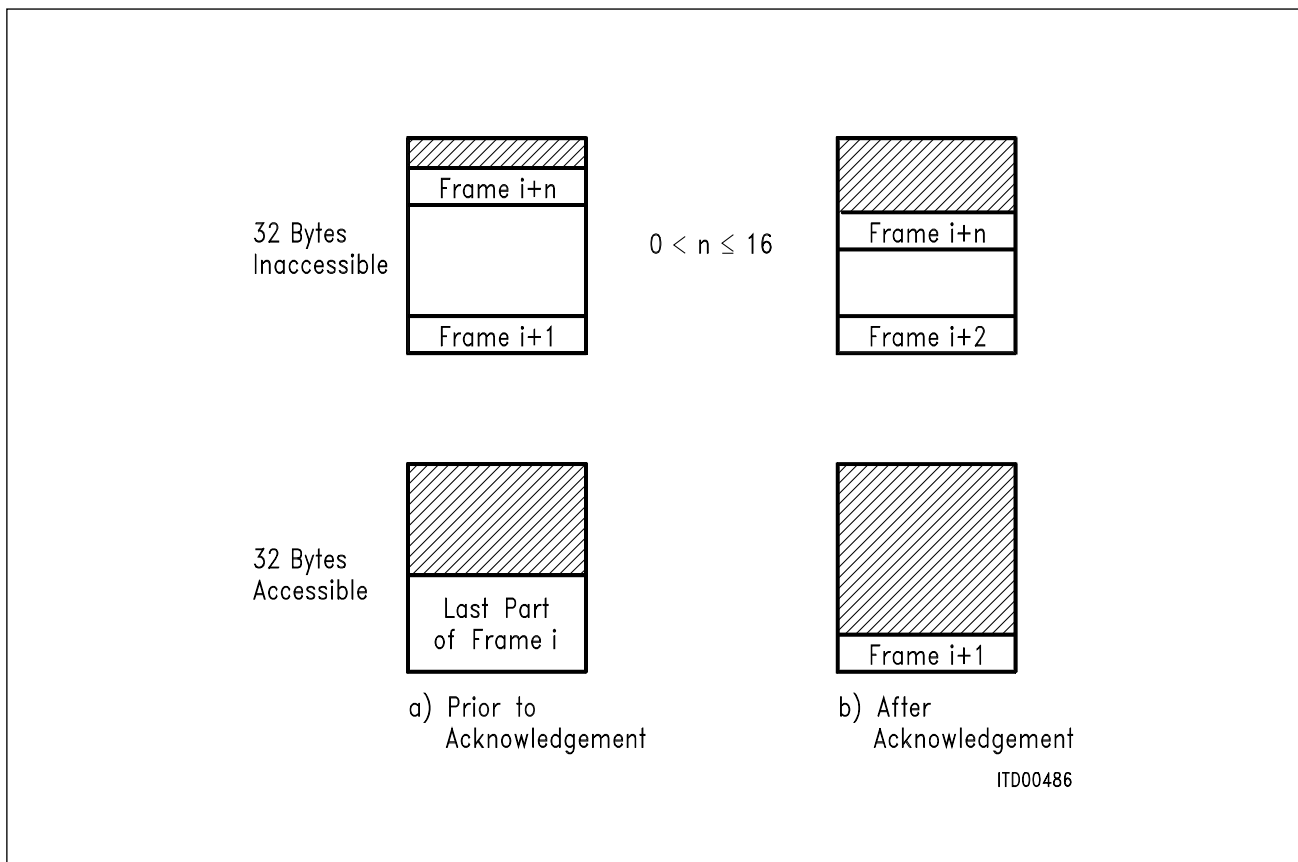 Frame i+n
32 Bytes
Inaccessible
Frame i+1
0 < n ≤ 16
Frame i+n
Frame i+2
32 Bytes
Accessible
Last Part
of Frame i
Frame i+1
a) Prior to
Acknowledgement
b) After
Acknowledgement
ITD00486